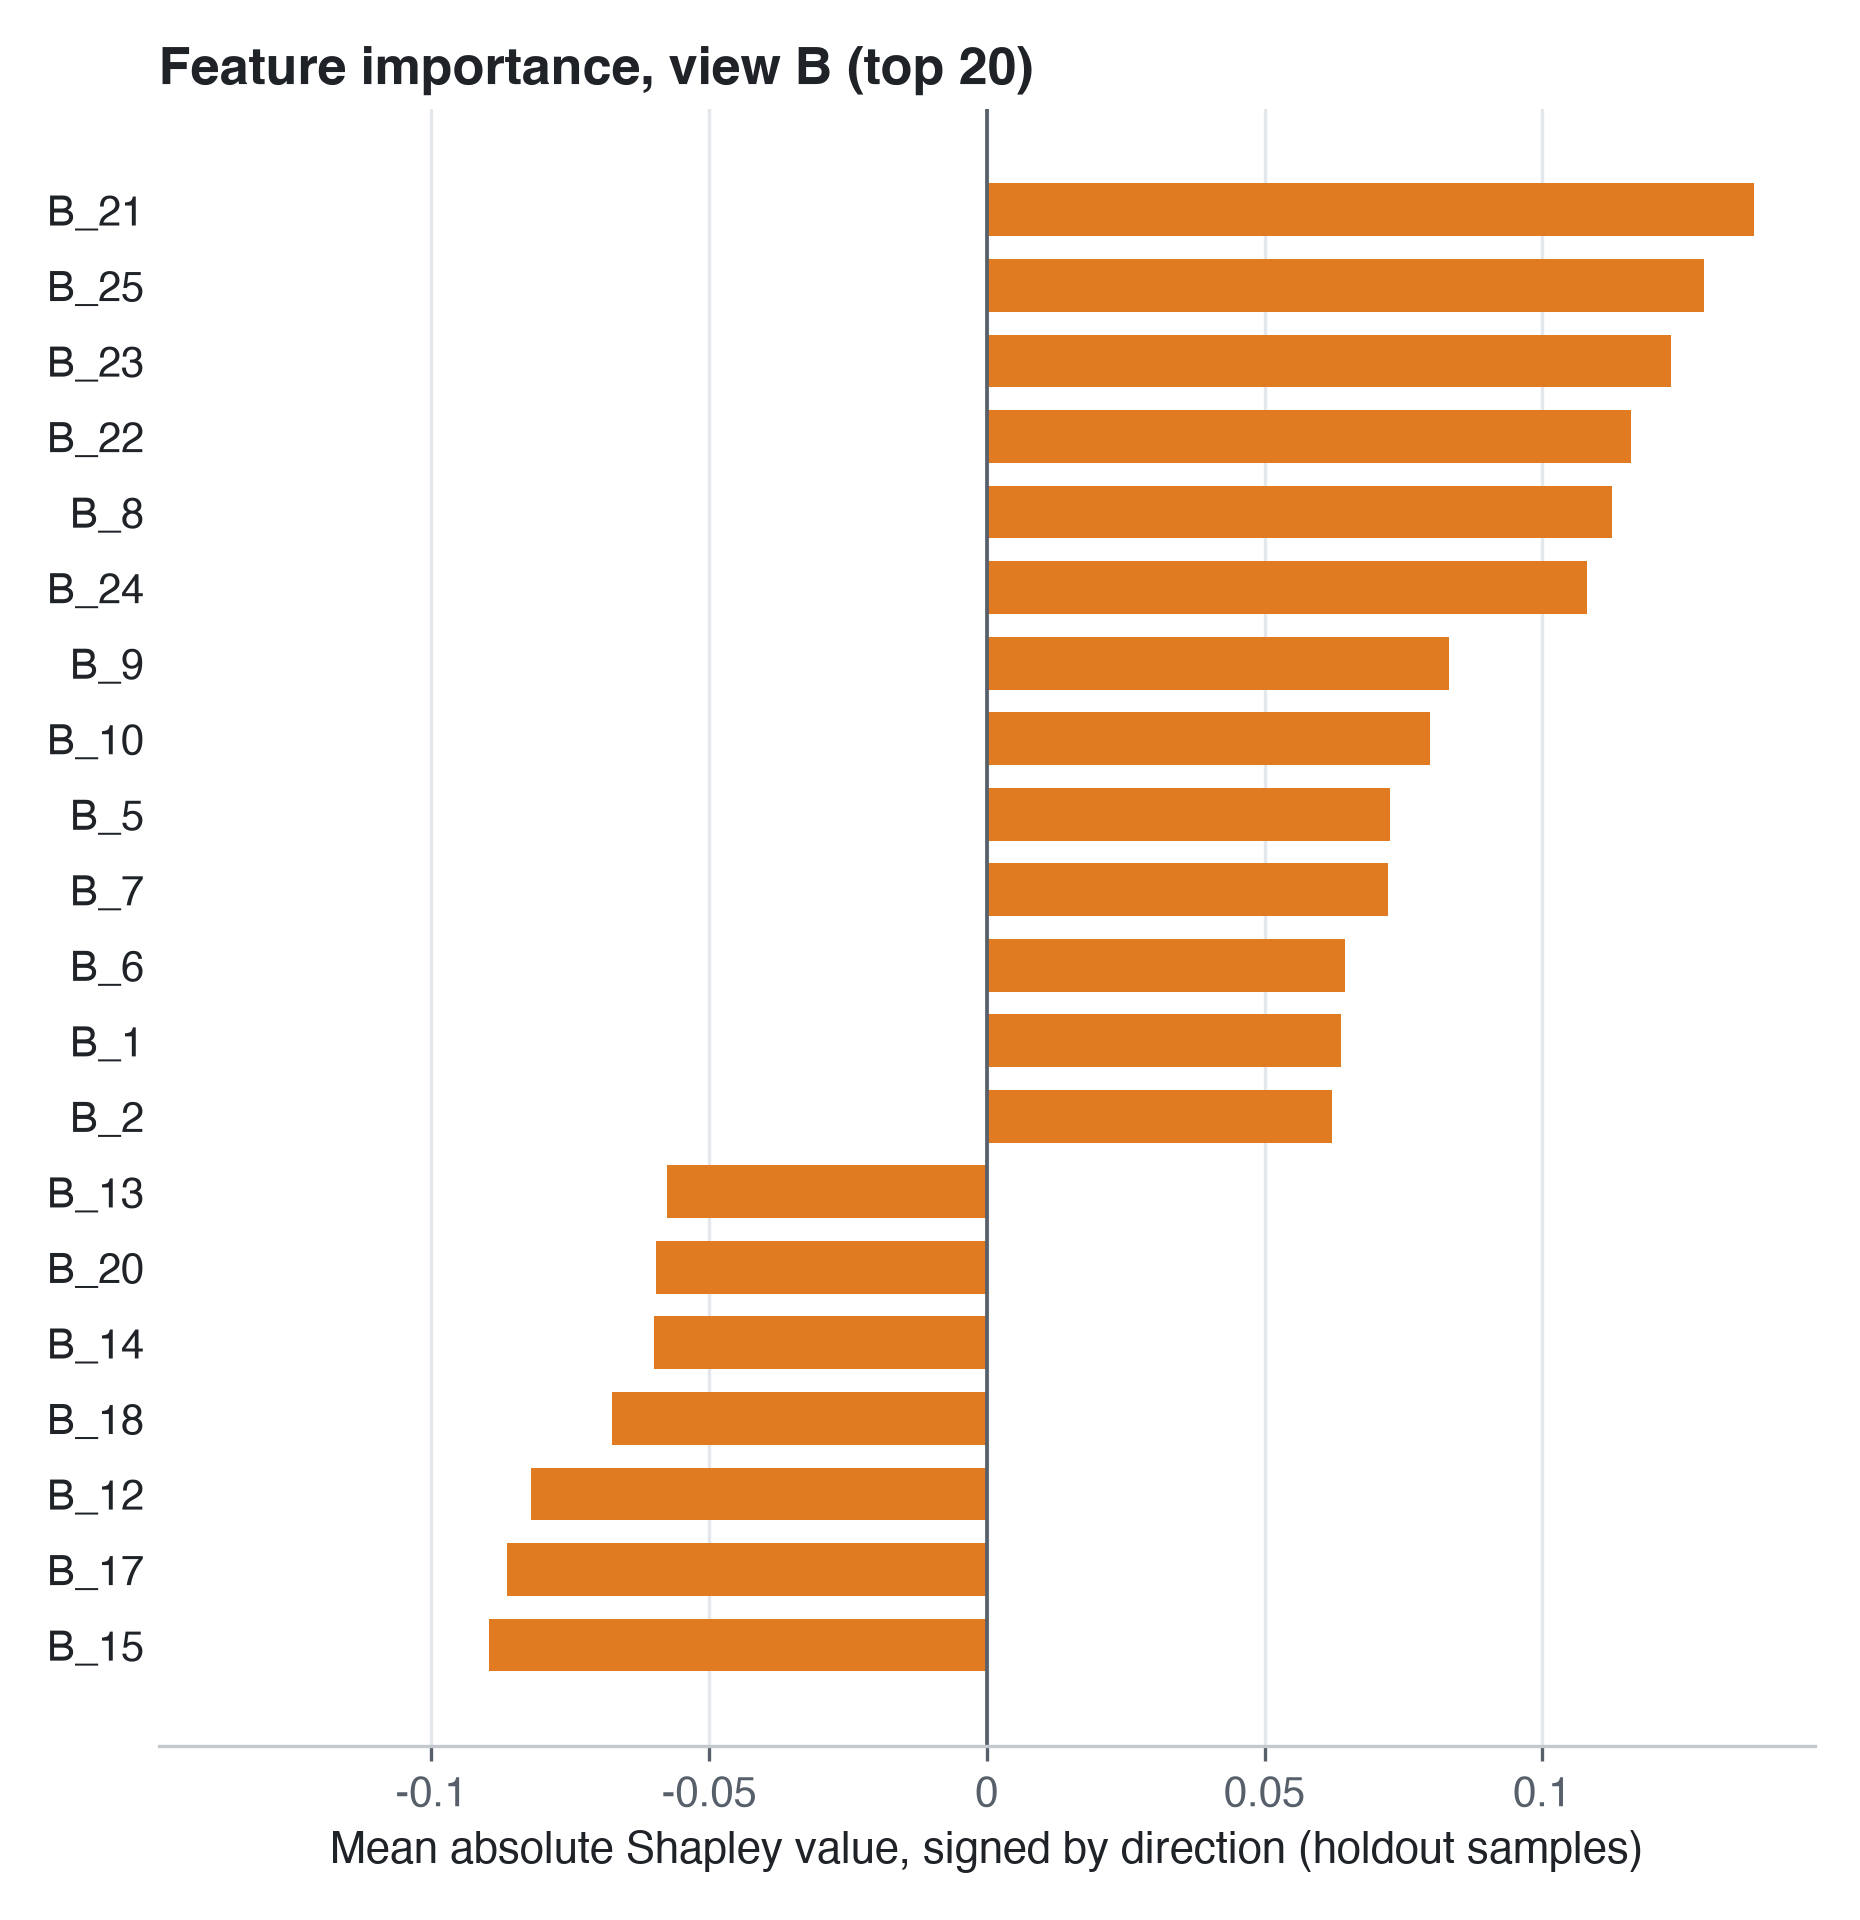 Feature importance, view B (top 20)
B_21
B_25
B_23
B_22
B_8
B_24
B_9
B_10
B_5
B_7
B_6
B_1
B_2
B_13
B_20
B_14
B_18
B_12
B_17
B_15
-0.1 -0.05 0 0.05 0.1
Mean absolute Shapley value, signed by direction (holdout samples)